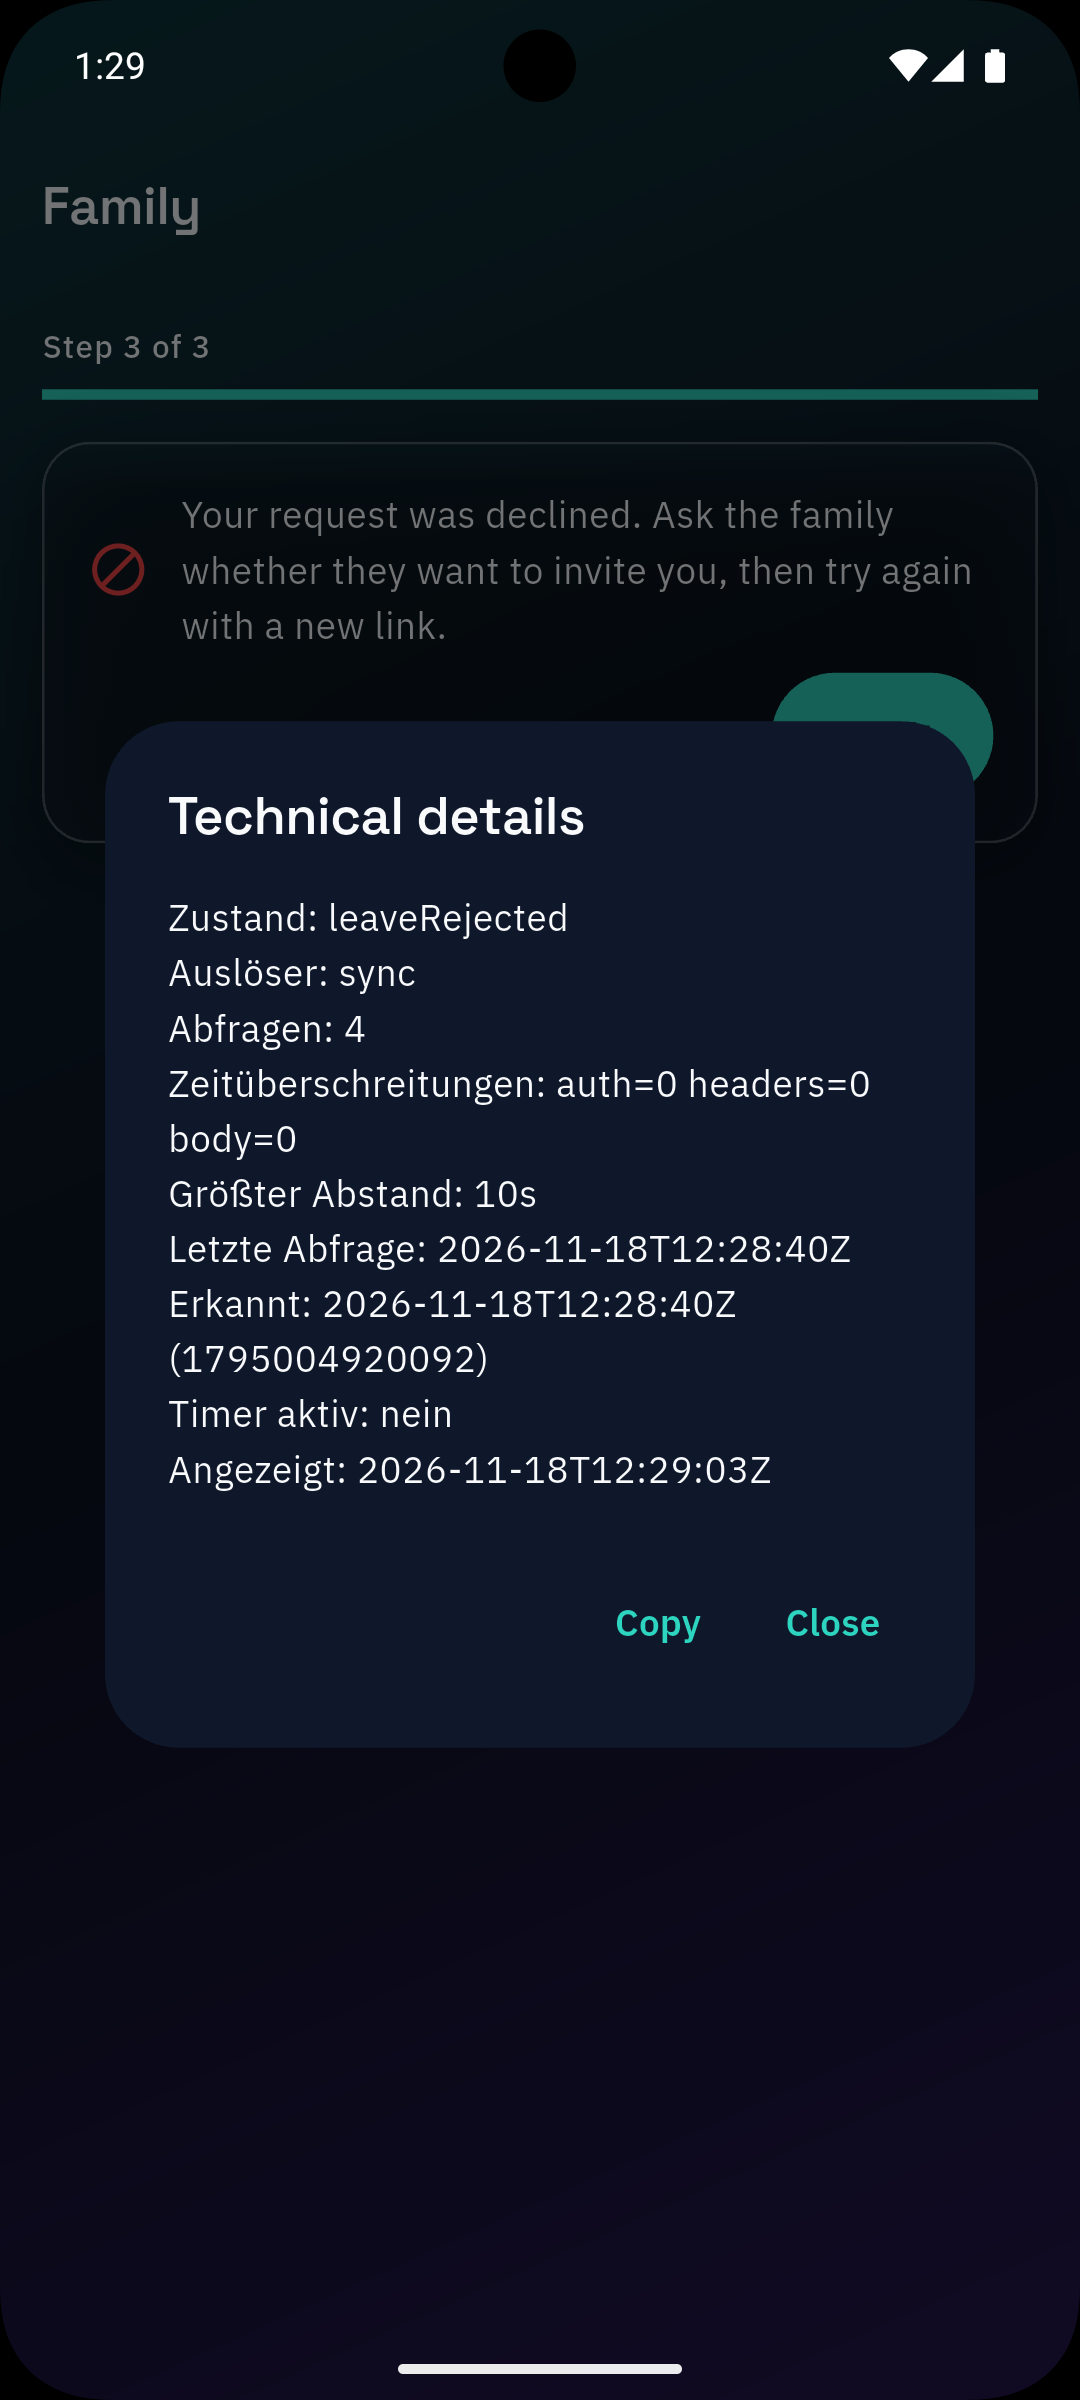 1:29
Family
Step 3 of 3
Your request was declined. Ask the family
whether they want to invite you, then try again
with a new link.
Technical details
Zustand: leaveRejected
Auslöser: sync
Abfragen: 4
Zeitüberschreitungen: auth=0 headers=0
body=0
Größter Abstand: 10s
Letzte Abfrage: 2026-11-18T12:28:40Z
Erkannt: 2026-11-18T12:28:40Z
(1795004920092)
Timer aktiv: nein
Angezeigt: 2026-11-18T12:29:03Z
Copy
Close